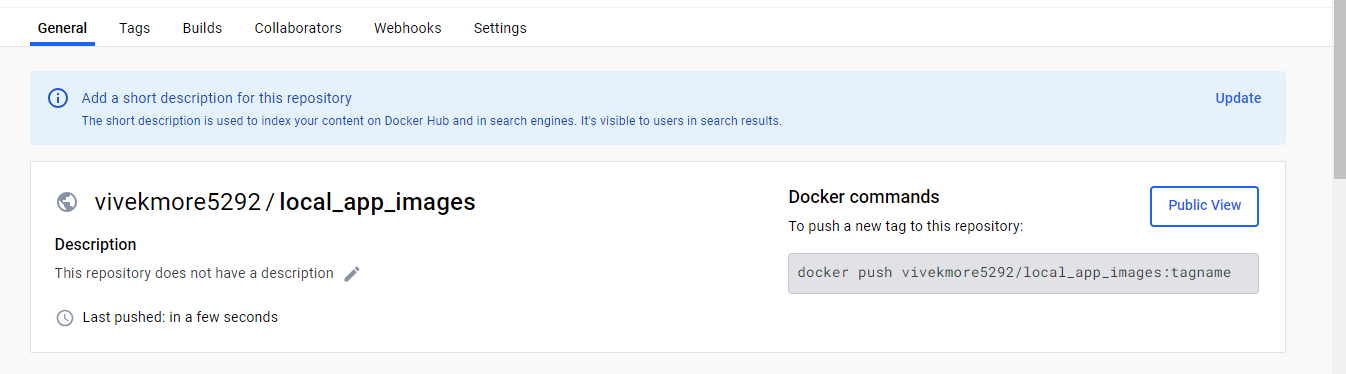 General Tags Builds Collaborators Webhooks Settings
Add a short description for this repository
Update
The short description is used to index your content on Docker Hub and in search engines. It's visible to users in search results.
vivekmore5292 / local_app_images
Description
This repository does not have a description
Last pushed: in a few seconds
Docker commands
Public View
To push a new tag to this repository:
docker push vivekmore5292/local_app_images:tagname